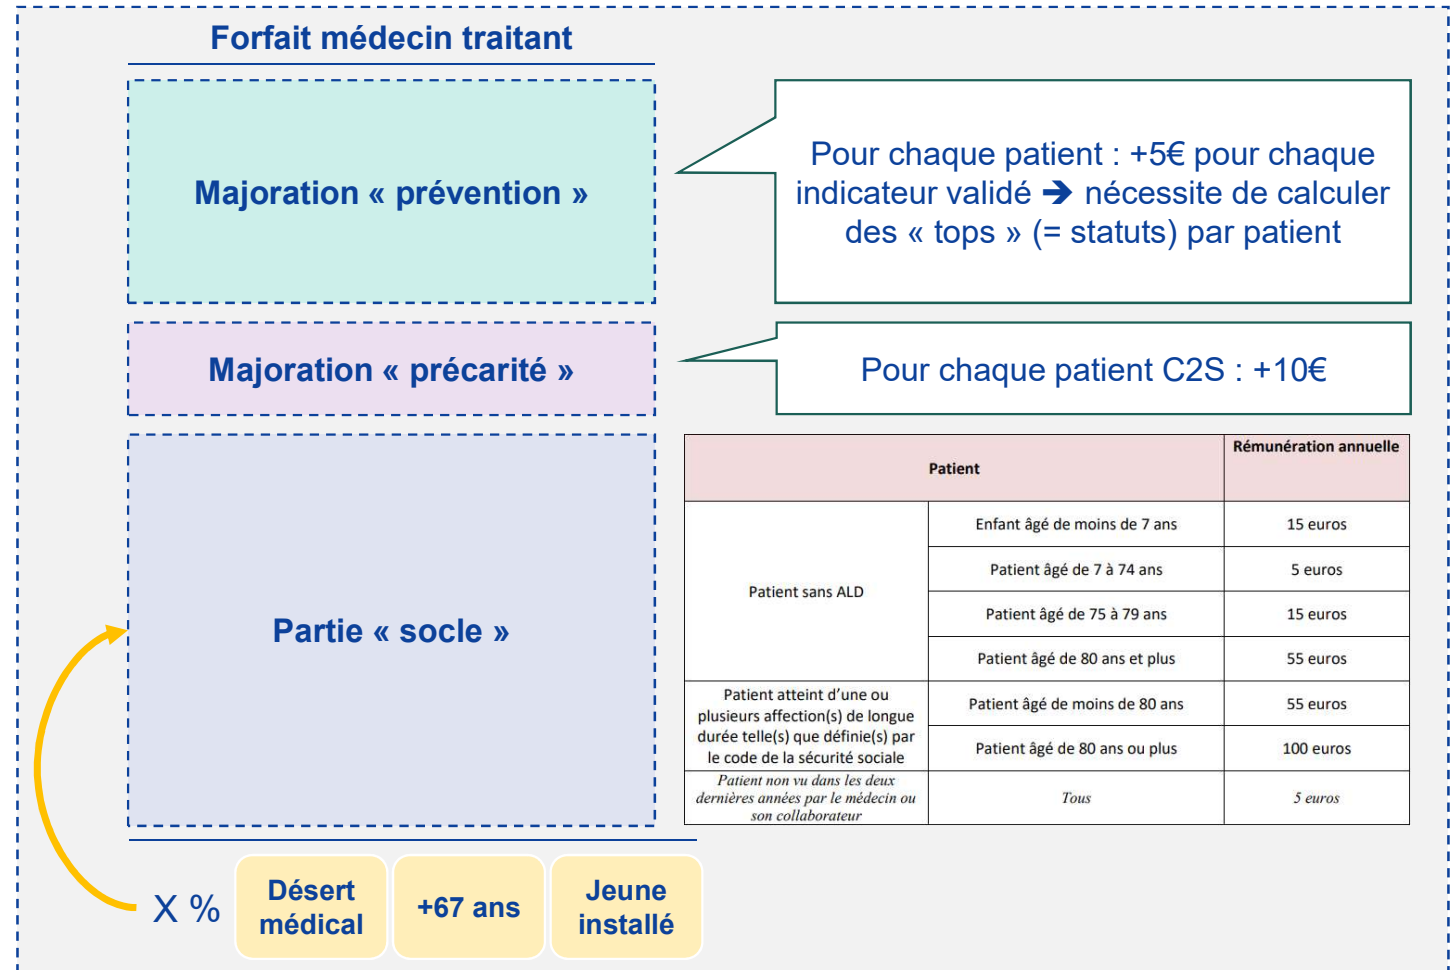 Forfait médecin traitant
Majoration « prévention »
Pour chaque patient : +5€ pour chaque
indicateur validé ➔ nécessite de calculer
des « tops » (= statuts) par patient
Majoration « précarité »
Pour chaque patient C2S : +10€
Partie « socle »
Patient
Rémunération annuelle
Patient sans ALD
Enfant âgé de moins de 7 ans
15 euros
Patient âgé de 7 à 74 ans
5 euros
Patient âgé de 75 à 79 ans
15 euros
Patient âgé de 80 ans et plus
55 euros
Patient atteint d’une ou
plusieurs affection(s) de longue
durée telle(s) que définie(s) par
le code de la sécurité sociale
Patient âgé de moins de 80 ans
55 euros
Patient âgé de 80 ans ou plus
100 euros
Patient non vu dans les deux
dernières années par le médecin ou
son collaborateur
Tous
5 euros
X %
Désert
médical
+67 ans
Jeune
installé